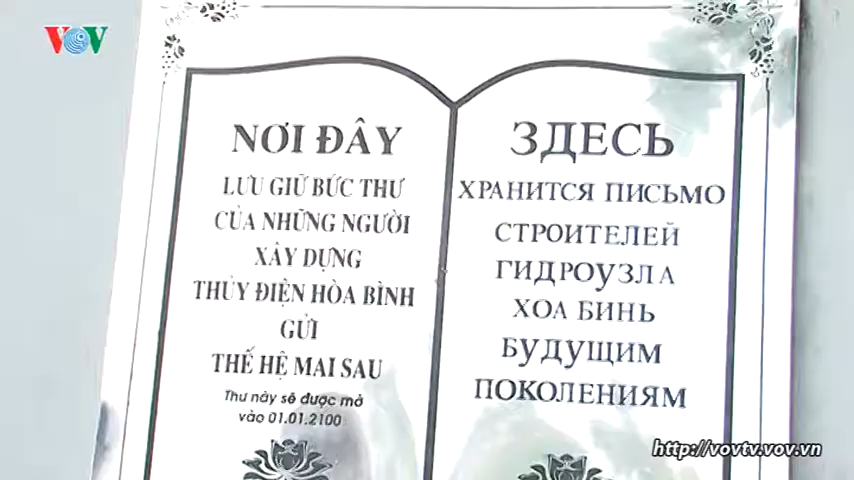 VOV
NƠI ĐÂY
LƯU GIỮ BỨC THƯ
CỦA NHỮNG NGƯỜI
XÂY DỰNG
THỦY ĐIỆN HÒA BÌNH
GỬI
THẾ HỆ MAI SAU
Thư này sẽ được mở
vào 01.01.2100
ЗДЕСЬ
ХРАНИТСЯ ПИСЬМО
СТРОИТЕЛЕЙ
ГИДРОУЗЛА
ХОА БИНЬ
БУДУЩИМ
ПОКОЛЕНИЯМ
http://vovtv.vov.vn